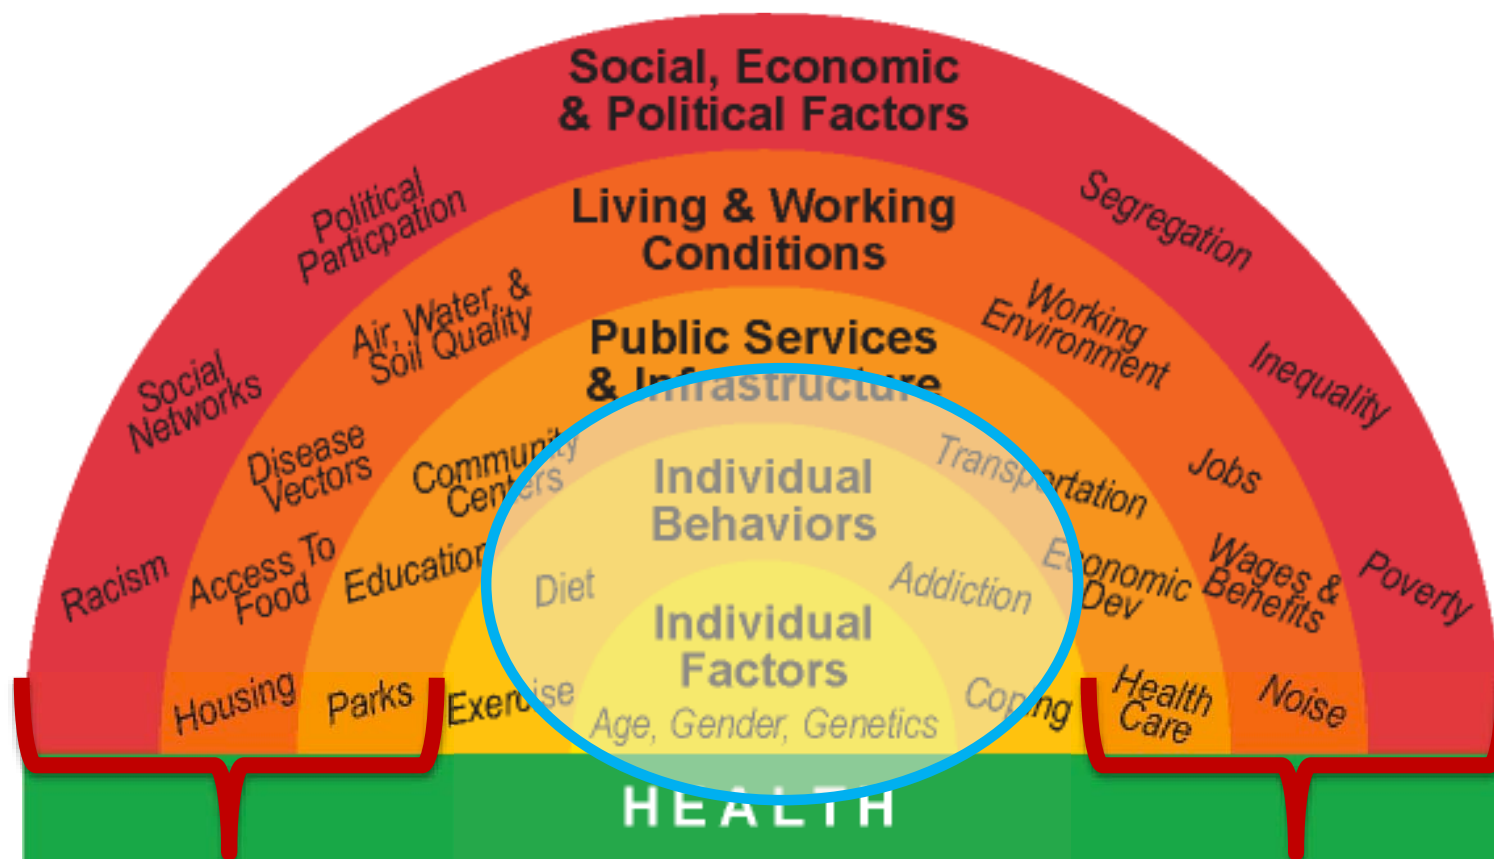 Social, Economic
& Political Factors
Political
Particpation
Segregation
Living & Working
Conditions
Air, Water, &
Soil Quality
Working
Environment
Social
Networks
Inequality
Public Services
& Infrastructure
Disease
Vectors
Community
Centers
Transportation
Jobs
Individual
Behaviors
Racism
Access To
Food
Education
Diet
Addiction
Economic
Dev
Wages &
Benefits
Poverty
Individual
Factors
Housing
Parks
Exercise
Age, Gender, Genetics
Coping
Health
Care
Noise
HEALTH